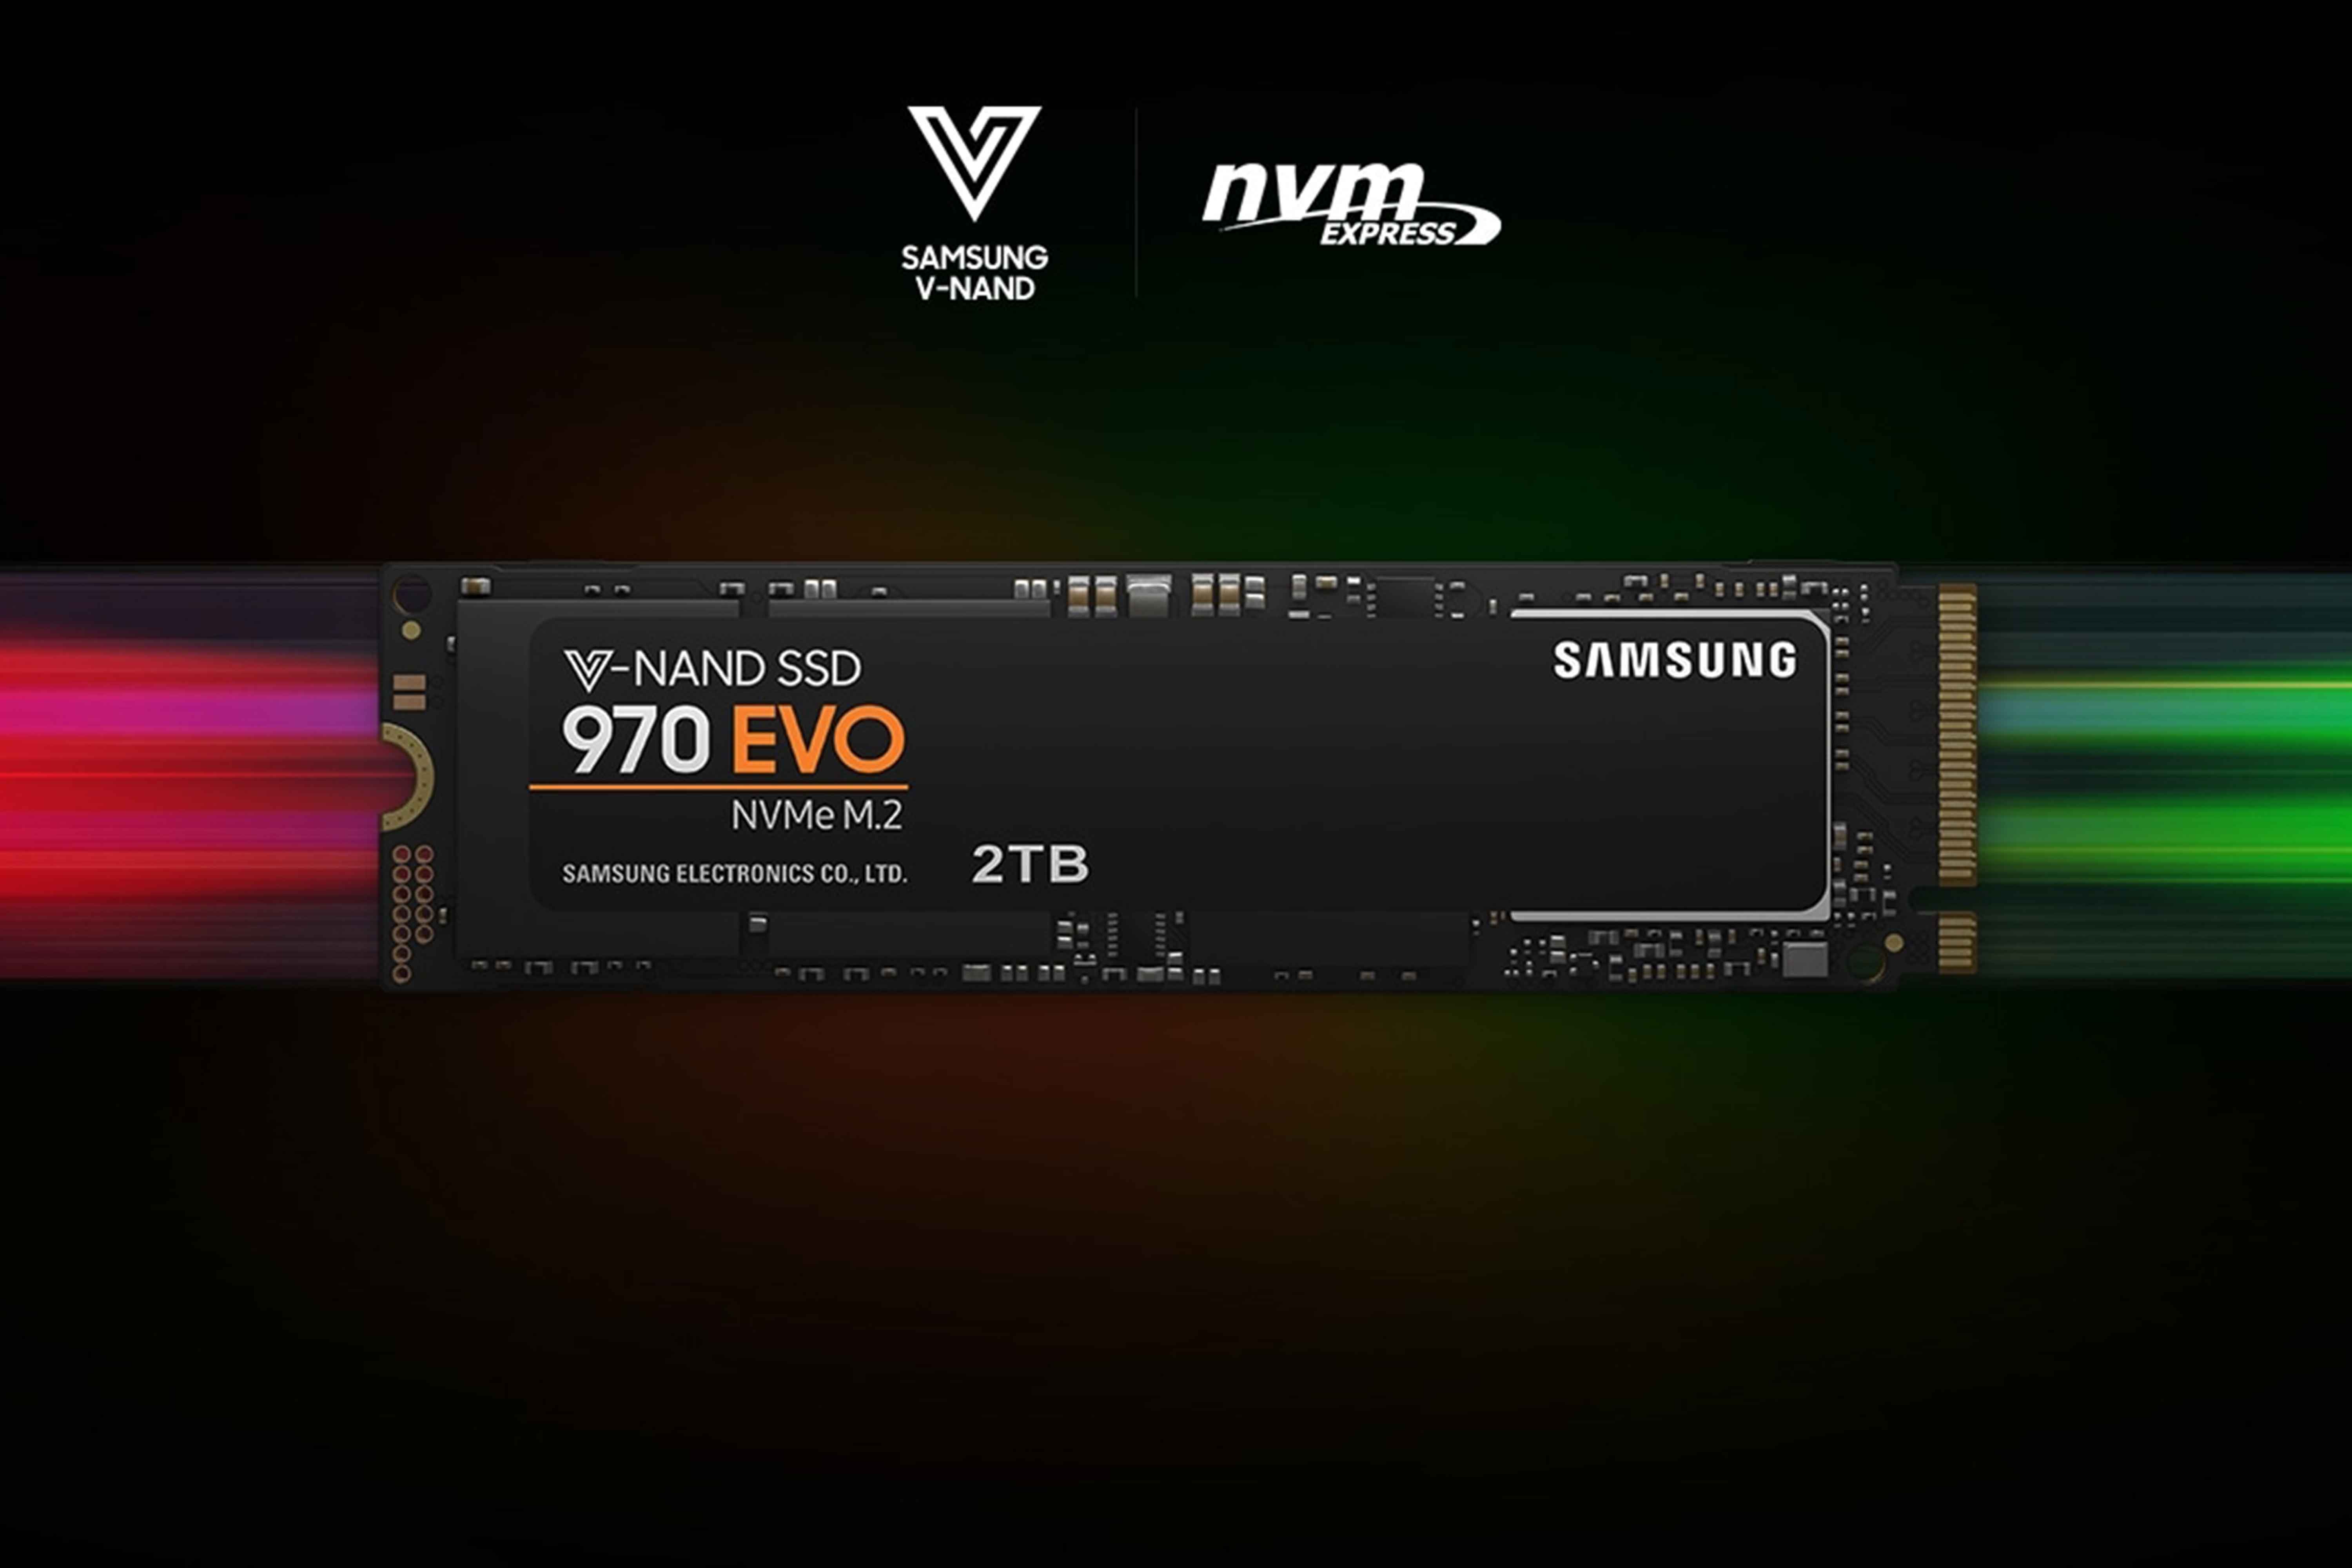 SAMSUNG
V-NAND
nvm
EXPRESS
V-NAND SSD
SAMSUNG
970 EVO
NVMe M.2
SAMSUNG ELECTRONICS CO., LTD.
2TB